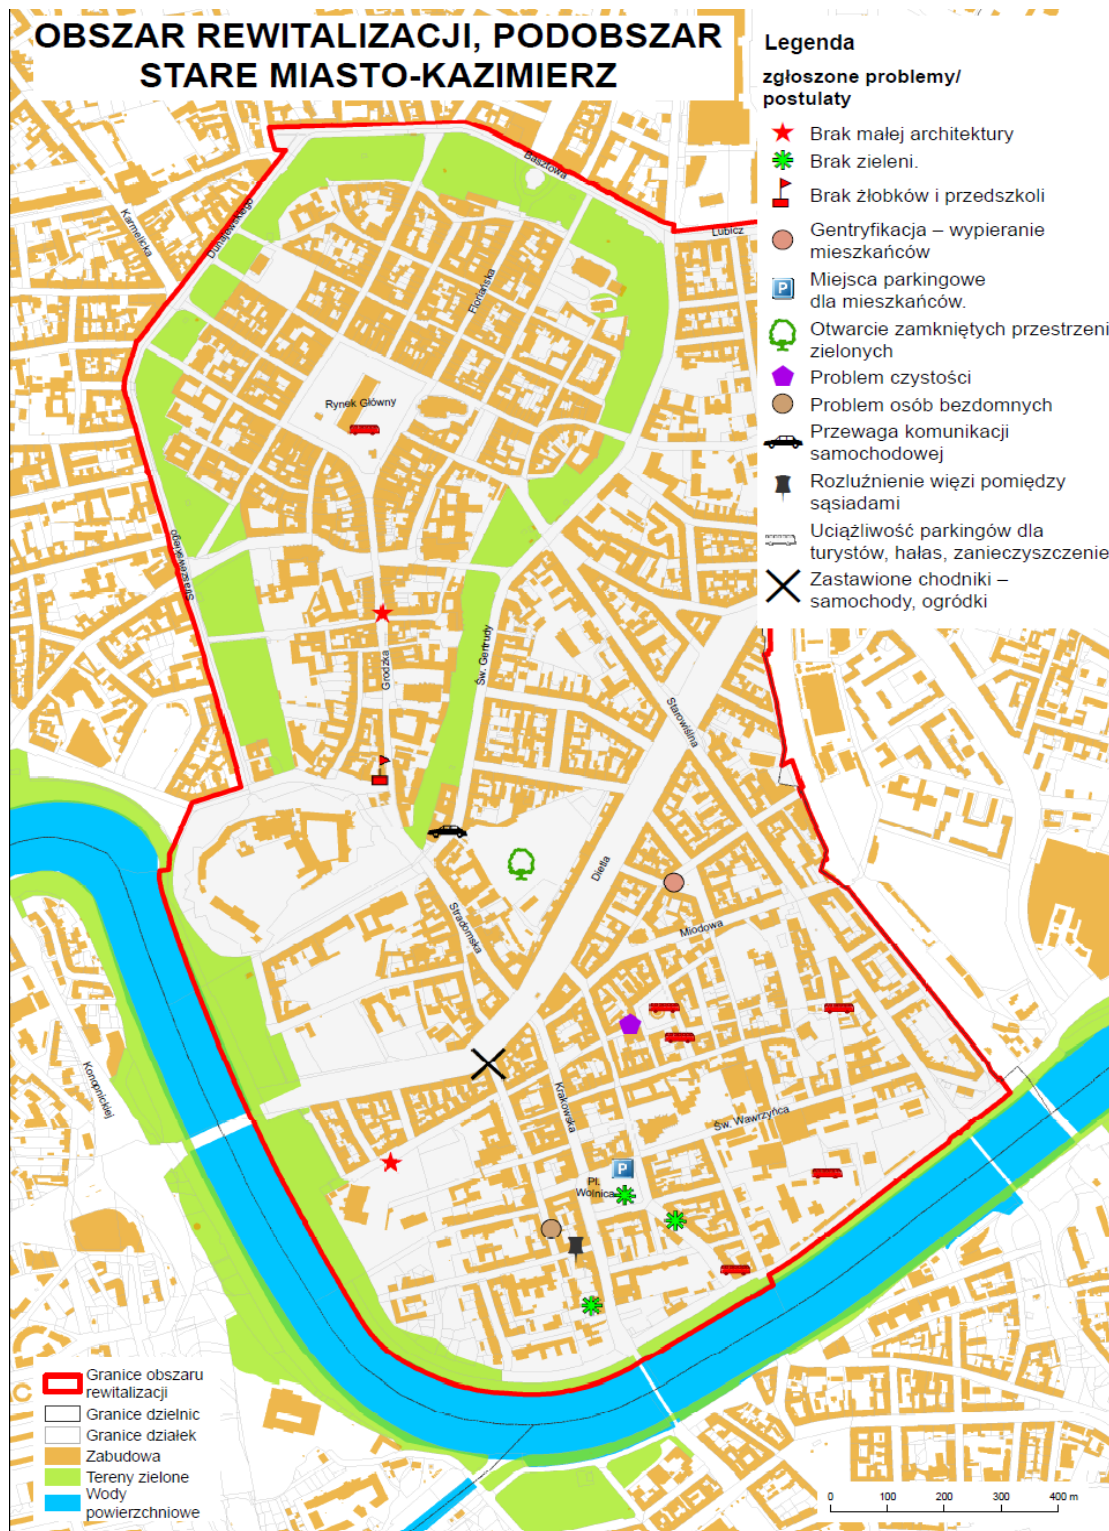 OBSZAR REWITALIZACJI, PODOBSZAR
STARE MIASTO-KAZIMIERZ
Legenda
zgłoszone problemy/
postulaty
Brak małej architektury
Brak zieleni.
Brak żłobków i przedszkoli
Gentryfikacja – wypieranie
mieszkańców
Miejsca parkingowe
dla mieszkańców.
Otwarcie zamkniętych przestrzeni
zielonych
Problem czystości
Problem osób bezdomnych
Przewaga komunikacji
samochodowej
Rozluźnienie więzi pomiędzy
sąsiadami
Uciążliwość parkingów dla
turystów, hałas, zanieczyszczenie
Zastawione chodniki –
samochody, ogródki
Basztowa
Lubicz
Karmelicka
Dunajewskiego
Floriańska
Rynek Główny
Straszewskiego
Grodzka
Św. Gertrudy
Starowiślna
Dietla
Stradomska
Miodowa
Konopnickiej
Krakowska
Św. Wawrzyńca
P
Pl.
Wolnica
Granice obszaru
rewitalizacji
Granice dzielnic
Granice działek
Zabudowa
Tereny zielone
Wody
powierzchniowe
0 100 200 300 400 m